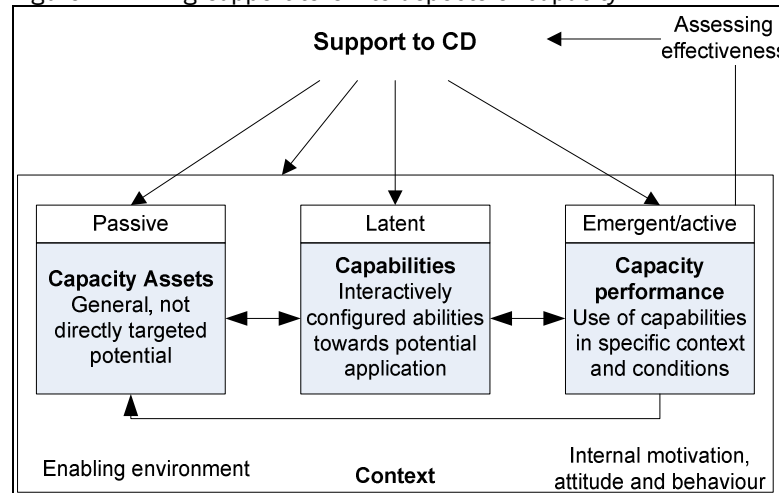 Support to CD
Assessing
effectiveness
Passive
Capacity Assets
General, not
directly targeted
potential
Latent
Capabilities
Interactively
configured abilities
towards potential
application
Emergent/active
Capacity
performance
Use of capabilities
in specific context
and conditions
Enabling environment
Context
Internal motivation,
attitude and behaviour